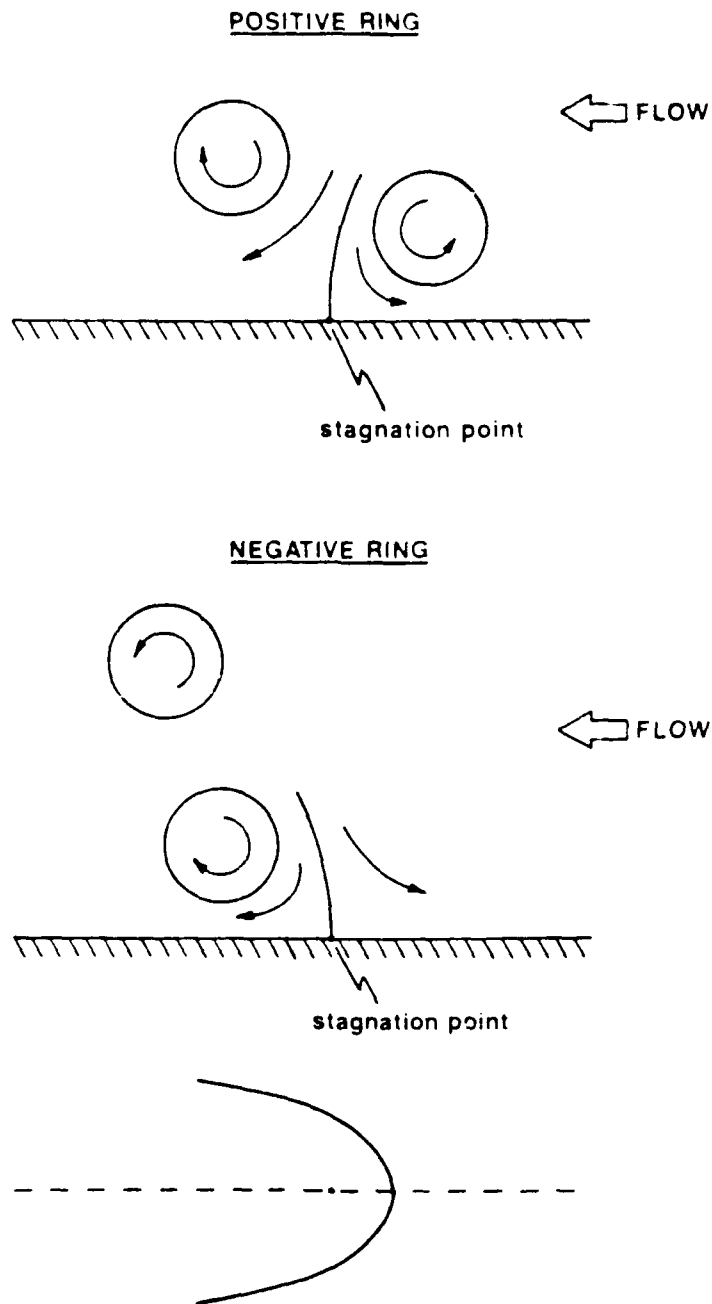 POSITIVE RING
FLOW
stagnation point
NEGATIVE RING
FLOW
stagnation point